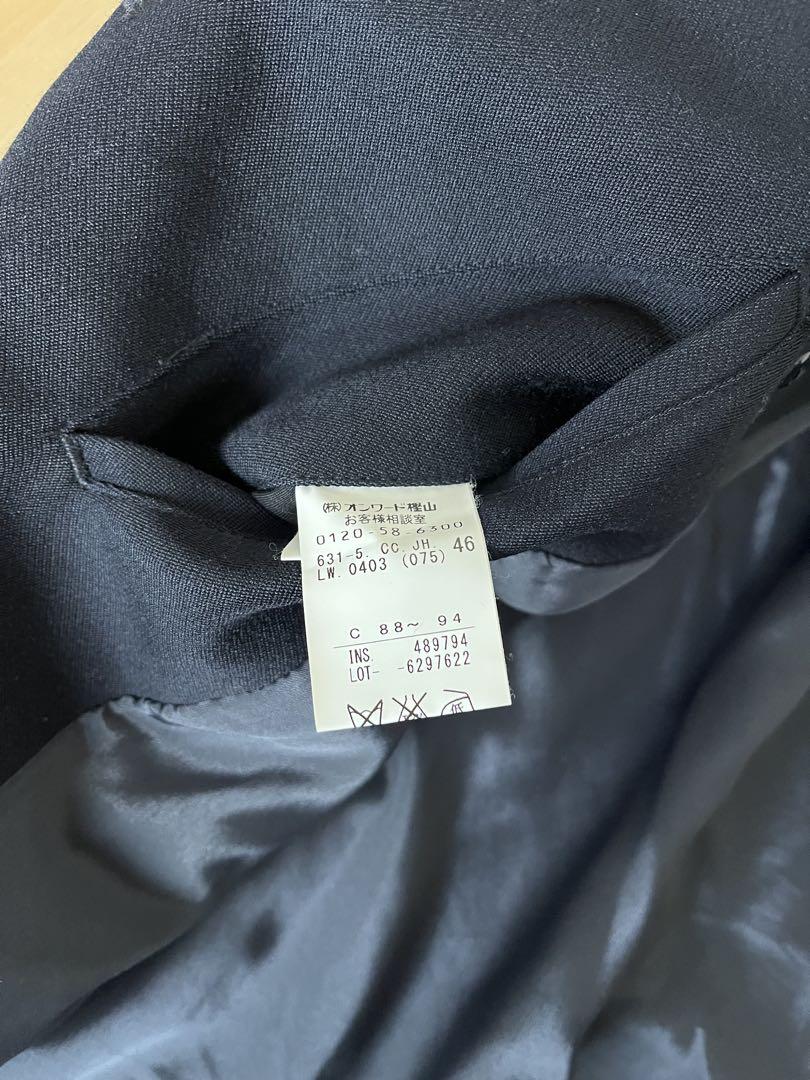 (株)オンワード樫山
お客様相談室
0120-58-6300
631-5. CC. JH. 46
LW. 0403 (075)
C 88〜 94
INS. 489794
LOT- -6297622
低